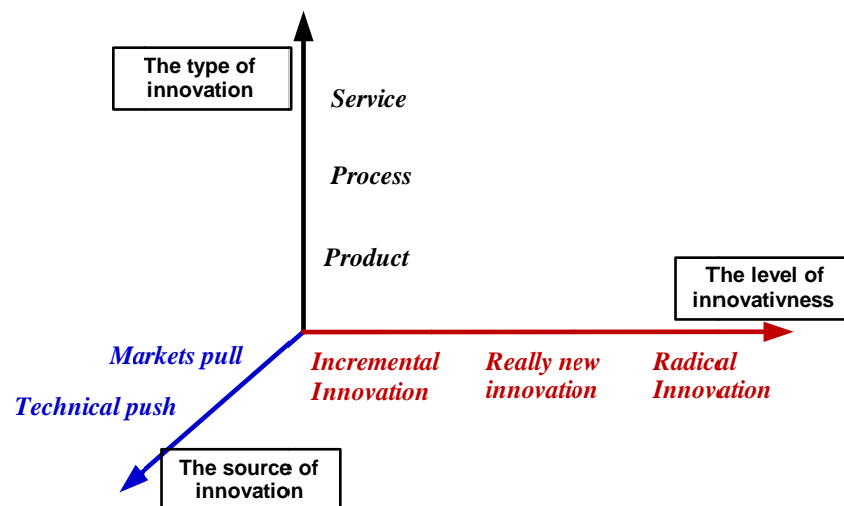 The type of
innovation
Service
Process
Product
The level of
innovativness
Markets pull
Technical push
Incremental
Innovation
Really new
innovation
Radical
Innovation
The source of
innovation